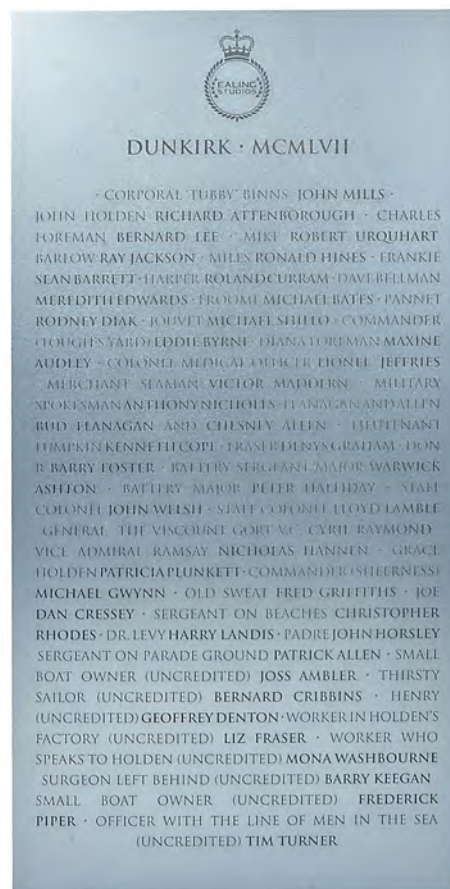 EALING
STUDIOS
DUNKIRK · MCMLVII
· CORPORAL 'TUBBY' BINNS JOHN MILLS ·
JOHN HOLDEN RICHARD ATTENBOROUGH · CHARLES
FOREMAN BERNARD LEE · MIKE ROBERT URQUHART
BARLOW RAY JACKSON · MILES RONALD HINES · FRANKIE
SEAN BARRETT · HARPER ROLAND CURRAM · DAVE BELLMAN
MEREDITH EDWARDS · FROOME MICHAEL BATES · PANNET
RODNEY DIAK · JOUVET MICHAEL SHILLO · COMMANDER
(LOUGH'S YARD) EDDIE BYRNE · DIANA FOREMAN MAXINE
AUDLEY · COLONEL MEDICAL OFFICER LIONEL JEFFRIES
· MERCHANT SEAMAN VICTOR MADDERN · MILITARY
SPOKESMAN ANTHONY NICHOLLS · FLANAGAN AND ALLEN
BUD FLANAGAN AND CHESNEY ALLEN · LIEUTENANT
LUMPKIN KENNETH COPE · FRASER DENYS GRAHAM · DON
R BARRY FOSTER · BATTERY SERGEANT MAJOR WARWICK
ASHTON · BATTERY MAJOR PETER HALLIDAY · STAFF
COLONEL JOHN WELSH · STAFF COLONEL LLOYD LAMBLE
GENERAL THE VISCOUNT GORT V.C. CYRIL RAYMOND
VICE ADMIRAL RAMSAY NICHOLAS HANNEN · GRACE
HOLDEN PATRICIA PLUNKETT · COMMANDER (SHEERNESS)
MICHAEL GWYNN · OLD SWEAT FRED GRIFFITHS · JOE
DAN CRESSEY · SERGEANT ON BEACHES CHRISTOPHER
RHODES · DR. LEVY HARRY LANDIS · PADRE JOHN HORSLEY
SERGEANT ON PARADE GROUND PATRICK ALLEN · SMALL
BOAT OWNER (UNCREDITED) JOSS AMBLER · THIRSTY
SAILOR (UNCREDITED) BERNARD CRIBBINS · HENRY
(UNCREDITED) GEOFFREY DENTON · WORKER IN HOLDEN'S
FACTORY (UNCREDITED) LIZ FRASER · WORKER WHO
SPEAKS TO HOLDEN (UNCREDITED) MONA WASHBOURNE
SURGEON LEFT BEHIND (UNCREDITED) BARRY KEEGAN
SMALL BOAT OWNER (UNCREDITED) FREDERICK
PIPER · OFFICER WITH THE LINE OF MEN IN THE SEA
(UNCREDITED) TIM TURNER